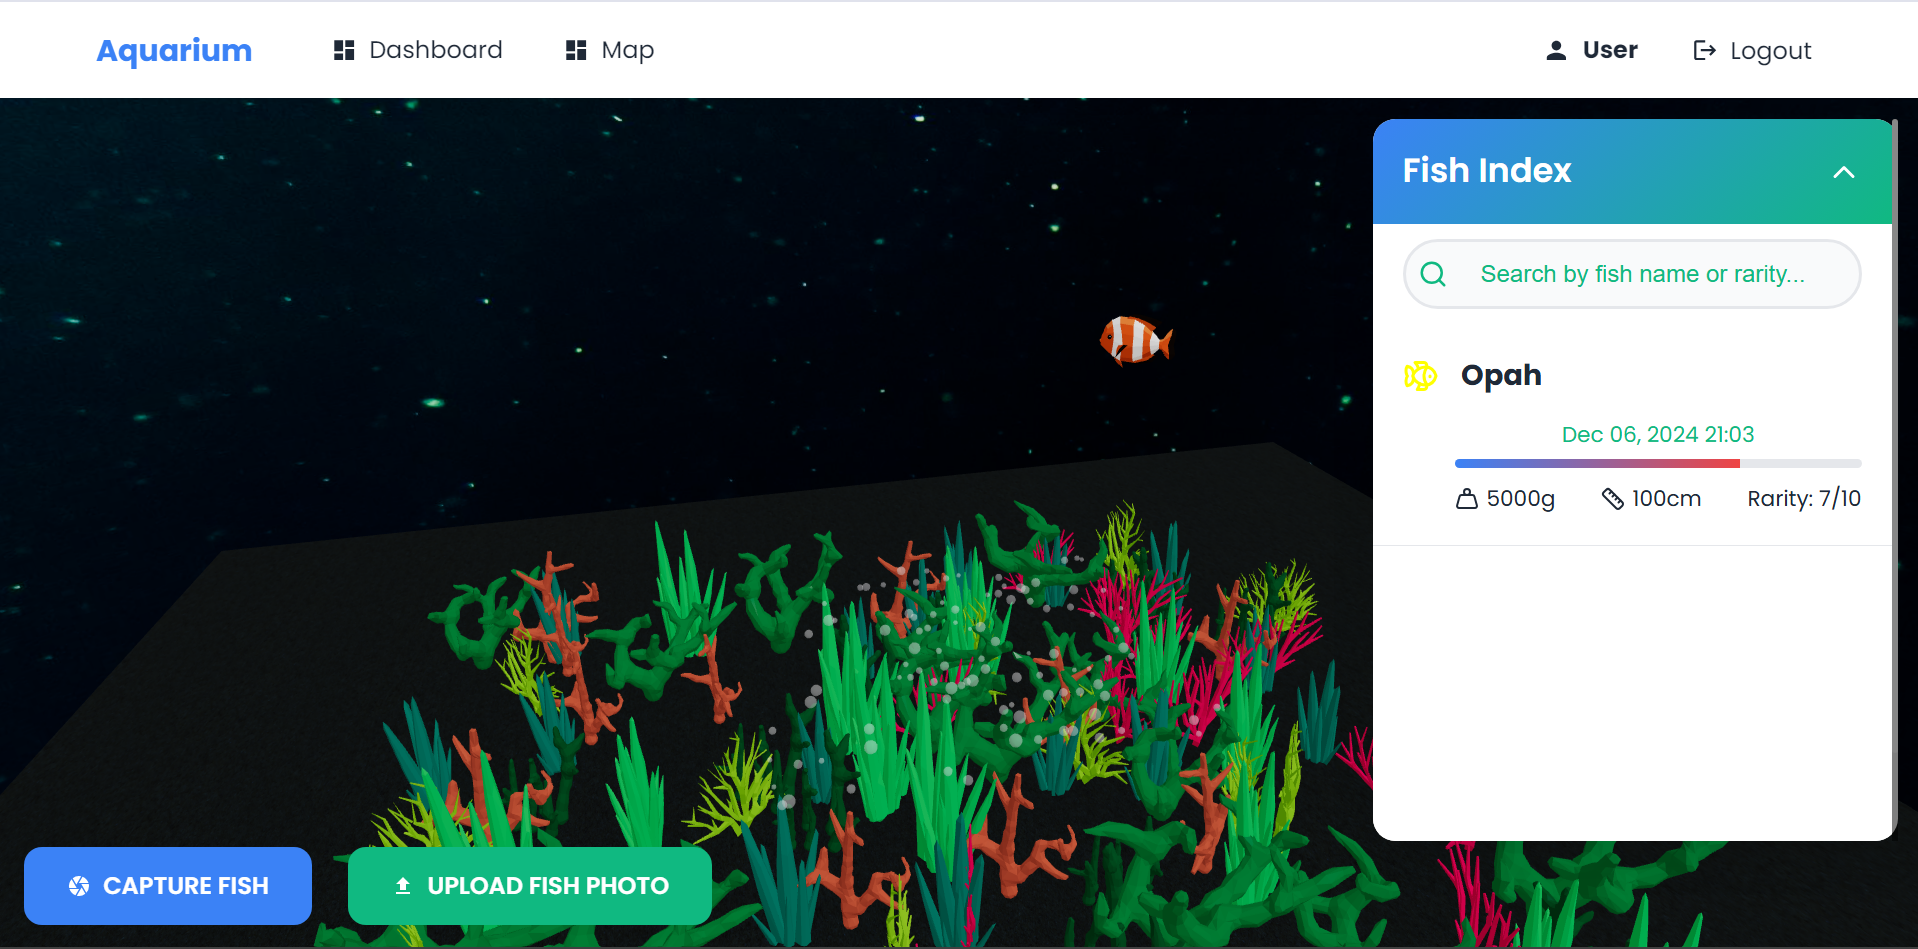 Aquarium
Dashboard
Map
User
Logout
Fish Index
Search by fish name or rarity...
Opah
Dec 06, 2024 21:03
5000g
100cm
Rarity: 7/10
CAPTURE FISH
UPLOAD FISH PHOTO